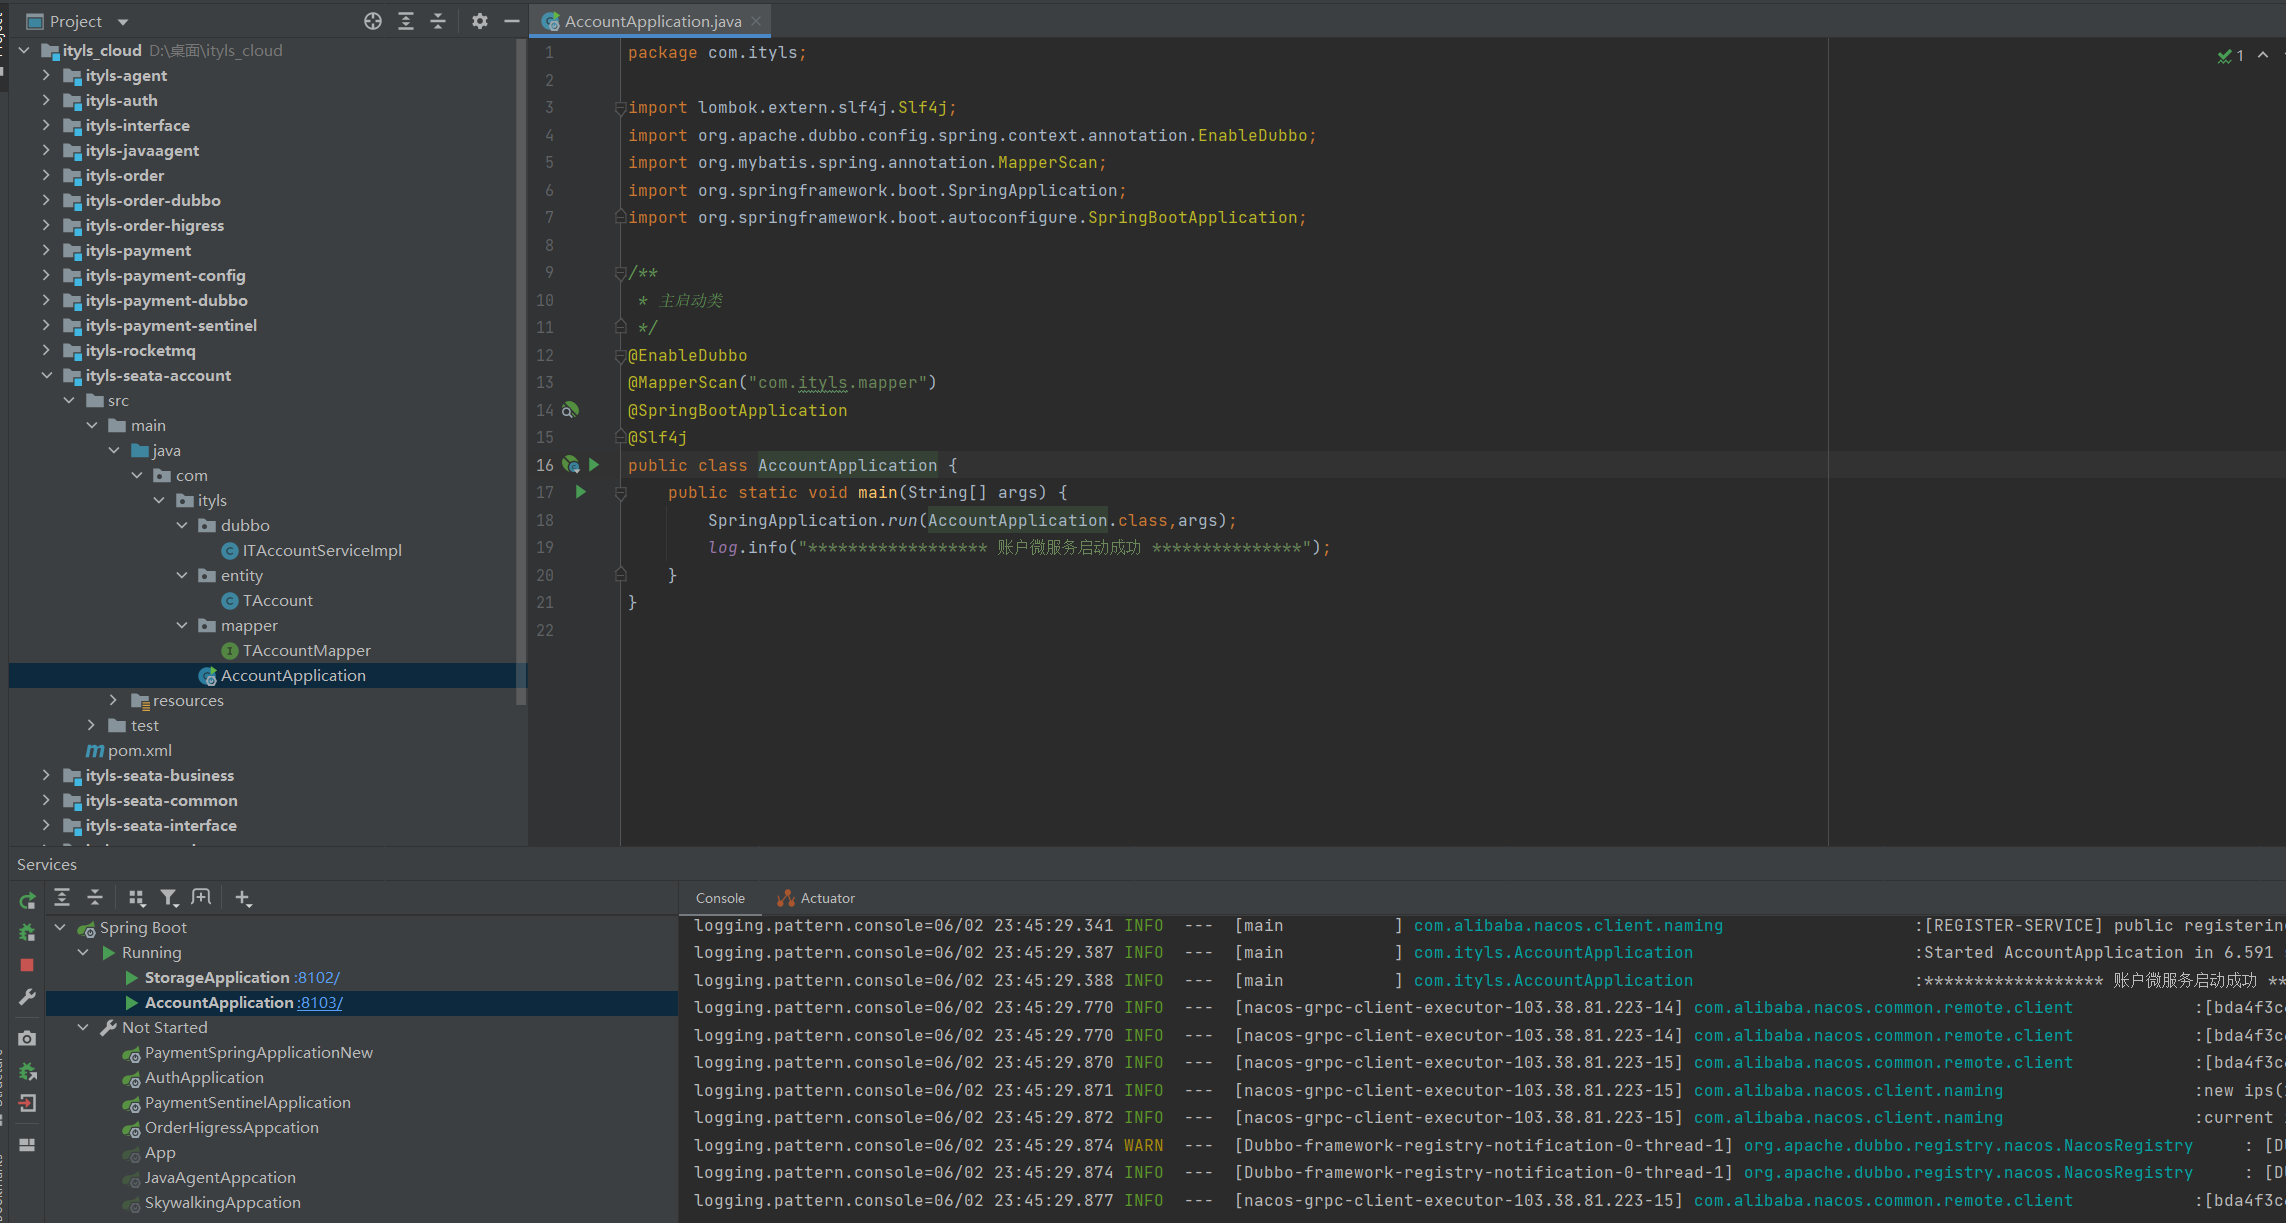 Project
AccountApplication.java
ityls_cloud D:\桌面\ityls_cloud
ityls-agent
ityls-auth
ityls-interface
ityls-javaagent
ityls-order
ityls-order-dubbo
ityls-order-higress
ityls-payment
ityls-payment-config
ityls-payment-dubbo
ityls-payment-sentinel
ityls-rocketmq
ityls-seata-account
src
main
java
com
ityls
dubbo
ITAccountServiceImpl
entity
TAccount
mapper
TAccountMapper
AccountApplication
resources
test
pom.xml
ityls-seata-business
ityls-seata-common
ityls-seata-interface
1 package com.ityls;
2
3 import lombok.extern.slf4j.Slf4j;
4 import org.apache.dubbo.config.spring.context.annotation.EnableDubbo;
5 import org.mybatis.spring.annotation.MapperScan;
6 import org.springframework.boot.SpringApplication;
7 import org.springframework.boot.autoconfigure.SpringBootApplication;
8
9 /**
10 * 主启动类
11 */
12 @EnableDubbo
13 @MapperScan("com.ityls.mapper")
14 @SpringBootApplication
15 @Slf4j
16 public class AccountApplication {
17 public static void main(String[] args) {
18 SpringApplication.run(AccountApplication.class,args);
19 log.info("****************** 账户微服务启动成功 ***************");
20 }
21 }
22
1
Services
Spring Boot
Running
StorageApplication :8102/
AccountApplication :8103/
Not Started
PaymentSpringApplicationNew
AuthApplication
PaymentSentinelApplication
OrderHigressAppcation
App
JavaAgentAppcation
SkywalkingAppcation
Console Actuator
logging.pattern.console=06/02 23:45:29.341 INFO --- [main ] com.alibaba.nacos.client.naming :[REGISTER-SERVICE] public registering
logging.pattern.console=06/02 23:45:29.387 INFO --- [main ] com.ityls.AccountApplication :Started AccountApplication in 6.591
logging.pattern.console=06/02 23:45:29.388 INFO --- [main ] com.ityls.AccountApplication :****************** 账户微服务启动成功 **
logging.pattern.console=06/02 23:45:29.770 INFO --- [nacos-grpc-client-executor-103.38.81.223-14] com.alibaba.nacos.common.remote.client :[bda4f3c
logging.pattern.console=06/02 23:45:29.770 INFO --- [nacos-grpc-client-executor-103.38.81.223-14] com.alibaba.nacos.common.remote.client :[bda4f3c
logging.pattern.console=06/02 23:45:29.870 INFO --- [nacos-grpc-client-executor-103.38.81.223-15] com.alibaba.nacos.common.remote.client :[bda4f3c
logging.pattern.console=06/02 23:45:29.871 INFO --- [nacos-grpc-client-executor-103.38.81.223-15] com.alibaba.nacos.client.naming :new ips(
logging.pattern.console=06/02 23:45:29.872 INFO --- [nacos-grpc-client-executor-103.38.81.223-15] com.alibaba.nacos.client.naming :current
logging.pattern.console=06/02 23:45:29.874 WARN --- [Dubbo-framework-registry-notification-0-thread-1] org.apache.dubbo.registry.nacos.NacosRegistry : [D
logging.pattern.console=06/02 23:45:29.874 INFO --- [Dubbo-framework-registry-notification-0-thread-1] org.apache.dubbo.registry.nacos.NacosRegistry : [D
logging.pattern.console=06/02 23:45:29.877 INFO --- [nacos-grpc-client-executor-103.38.81.223-15] com.alibaba.nacos.common.remote.client :[bda4f3c